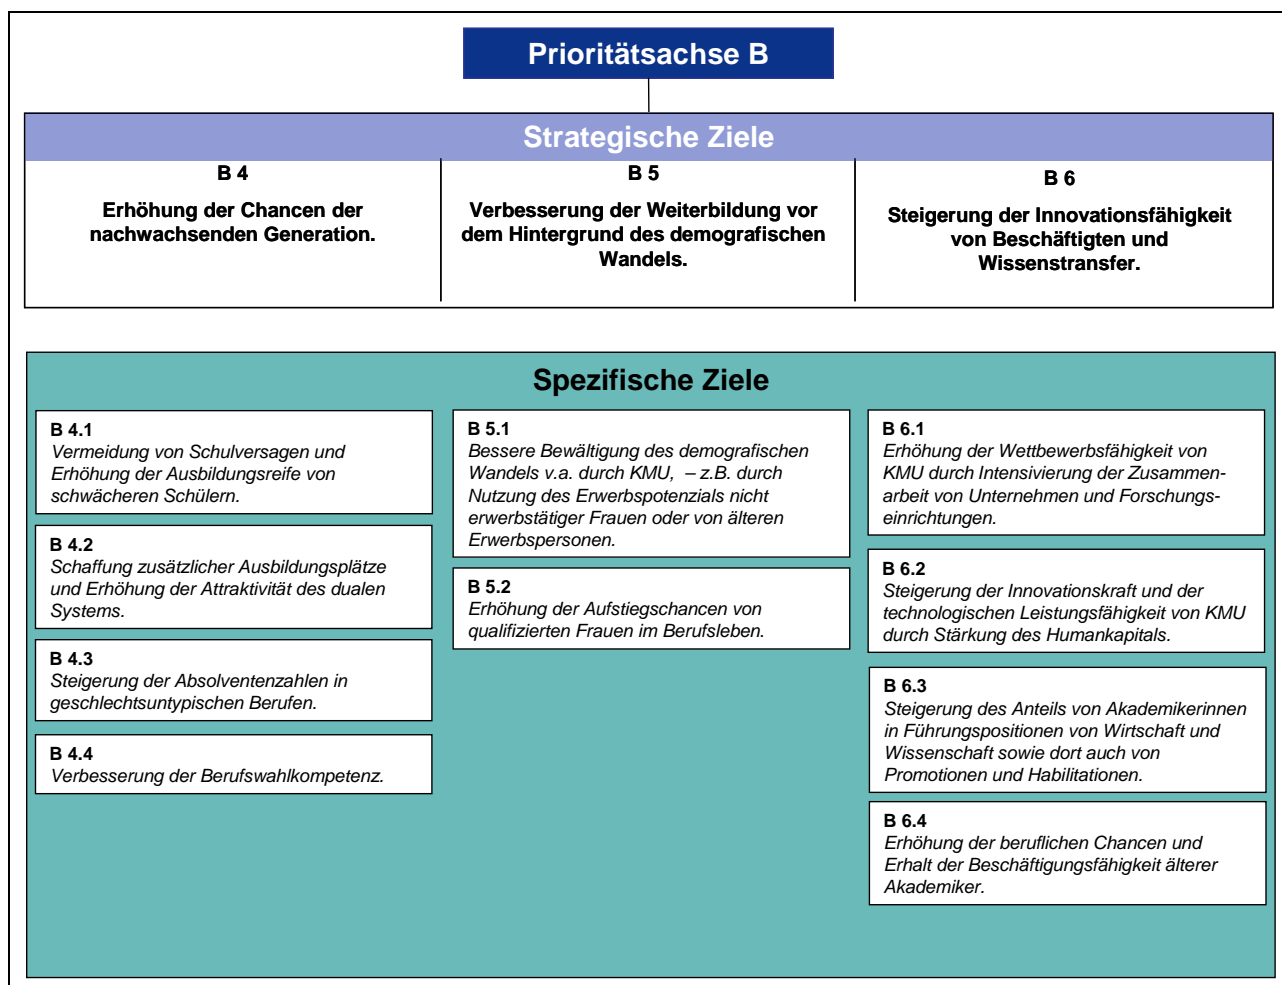 Prioritätsachse B
Strategische Ziele
B 4
Erhöhung der Chancen der
nachwachsenden Generation.
B 5
Verbesserung der Weiterbildung vor
dem Hintergrund des demografischen
Wandels.
B 6
Steigerung der Innovationsfähigkeit
von Beschäftigten und
Wissenstransfer.
Spezifische Ziele
B 4.1
Vermeidung von Schulversagen und
Erhöhung der Ausbildungsreife von
schwächeren Schülern.
B 4.2
Schaffung zusätzlicher Ausbildungsplätze
und Erhöhung der Attraktivität des dualen
Systems.
B 4.3
Steigerung der Absolventenzahlen in
geschlechtsuntypischen Berufen.
B 4.4
Verbesserung der Berufswahlkompetenz.
B 5.1
Bessere Bewältigung des demografischen
Wandels v.a. durch KMU, – z.B. durch
Nutzung des Erwerbspotenzials nicht
erwerbstätiger Frauen oder von älteren
Erwerbspersonen.
B 5.2
Erhöhung der Aufstiegschancen von
qualifizierten Frauen im Berufsleben.
B 6.1
Erhöhung der Wettbewerbsfähigkeit von
KMU durch Intensivierung der Zusammen-
arbeit von Unternehmen und Forschungs-
einrichtungen.
B 6.2
Steigerung der Innovationskraft und der
technologischen Leistungsfähigkeit von KMU
durch Stärkung des Humankapitals.
B 6.3
Steigerung des Anteils von Akademikerinnen
in Führungspositionen von Wirtschaft und
Wissenschaft sowie dort auch von
Promotionen und Habilitationen.
B 6.4
Erhöhung der beruflichen Chancen und
Erhalt der Beschäftigungsfähigkeit älterer
Akademiker.